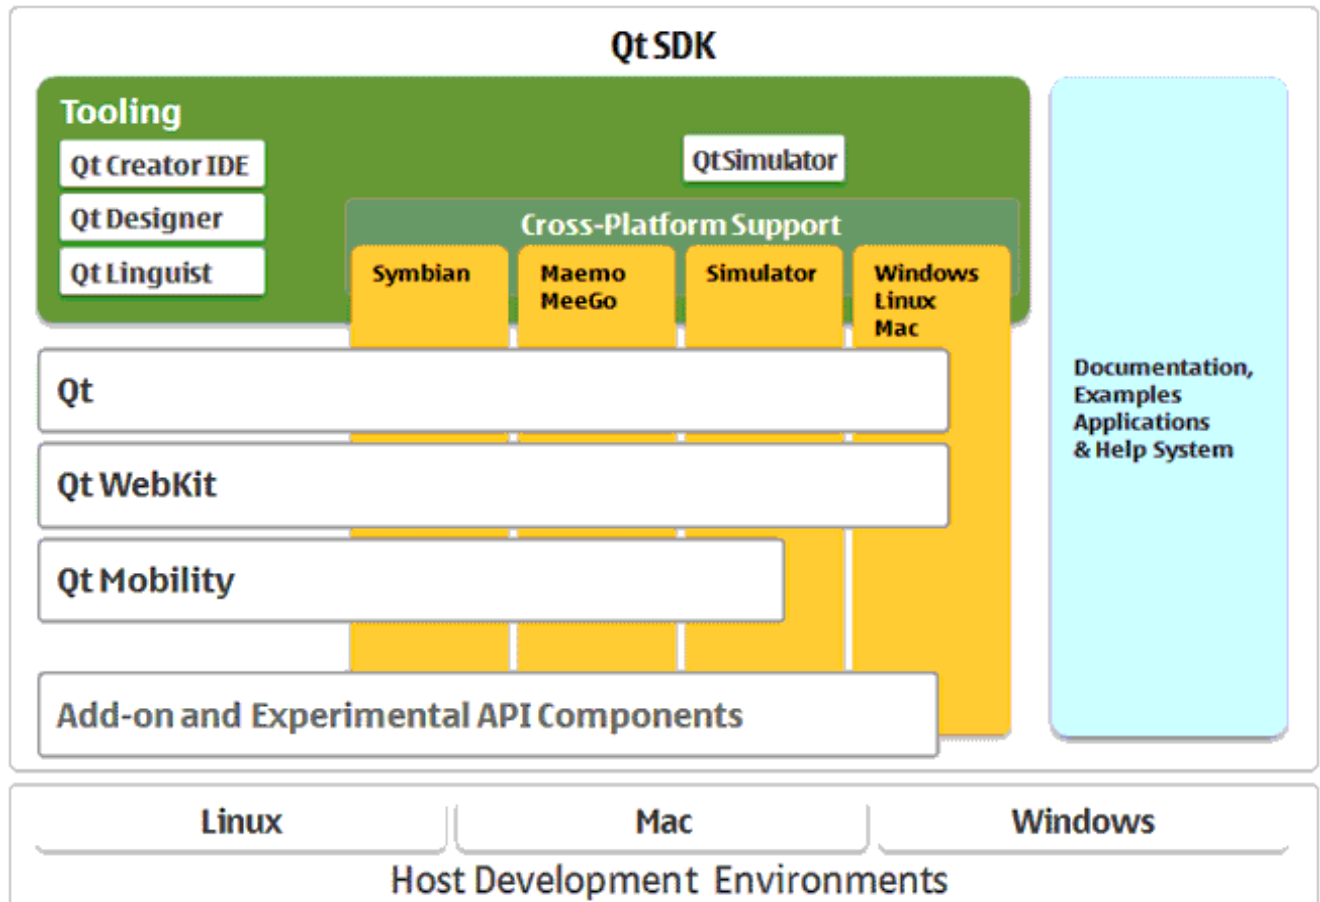 Qt SDK
Tooling
Qt Creator IDE
Qt Designer
Qt Linguist
Qt Simulator
Cross-Platform Support
Symbian
Maemo
MeeGo
Simulator
Windows
Linux
Mac
Qt
Qt WebKit
Qt Mobility
Add-on and Experimental API Components
Documentation,
Examples
Applications
& Help System
Linux
Mac
Windows
Host Development Environments